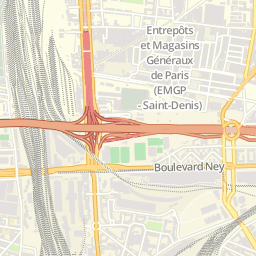 Entrepôts
et Magasins
Généraux
de Paris
(EMGP
- Saint-Denis)
Boulevard Ney